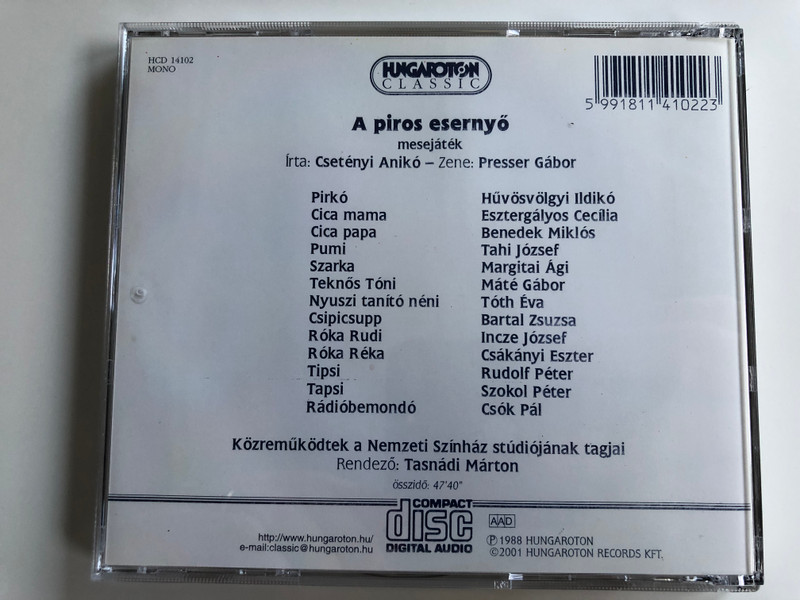 HCD 14102
MONO
HUNGAROTON
CLASSIC
5 991811 410223
A piros esernyő
mesejáték
Írta: Csetényi Anikó – Zene: Presser Gábor
Pirkó Hűvösvölgyi Ildikó
Cica mama Esztergályos Cecília
Cica papa Benedek Miklós
Pumi Tahi József
Szarka Margitai Ági
Teknős Tóni Máté Gábor
Nyuszi tanító néni Tóth Éva
Csipicsupp Bartal Zsuzsa
Róka Rudi Incze József
Róka Réka Csákányi Eszter
Tipsi Rudolf Péter
Tapsi Szokol Péter
Rádióbemondó Csók Pál
Közreműködtek a Nemzeti Színház stúdiójának tagjai
Rendező: Tasnádi Márton
összidő: 47'40"
COMPACT
disc
DIGITAL AUDIO
AAD
http://www.hungaroton.hu/
e-mail:classic@hungaroton.hu
℗ 1988 HUNGAROTON
©2001 HUNGAROTON RECORDS KFT.